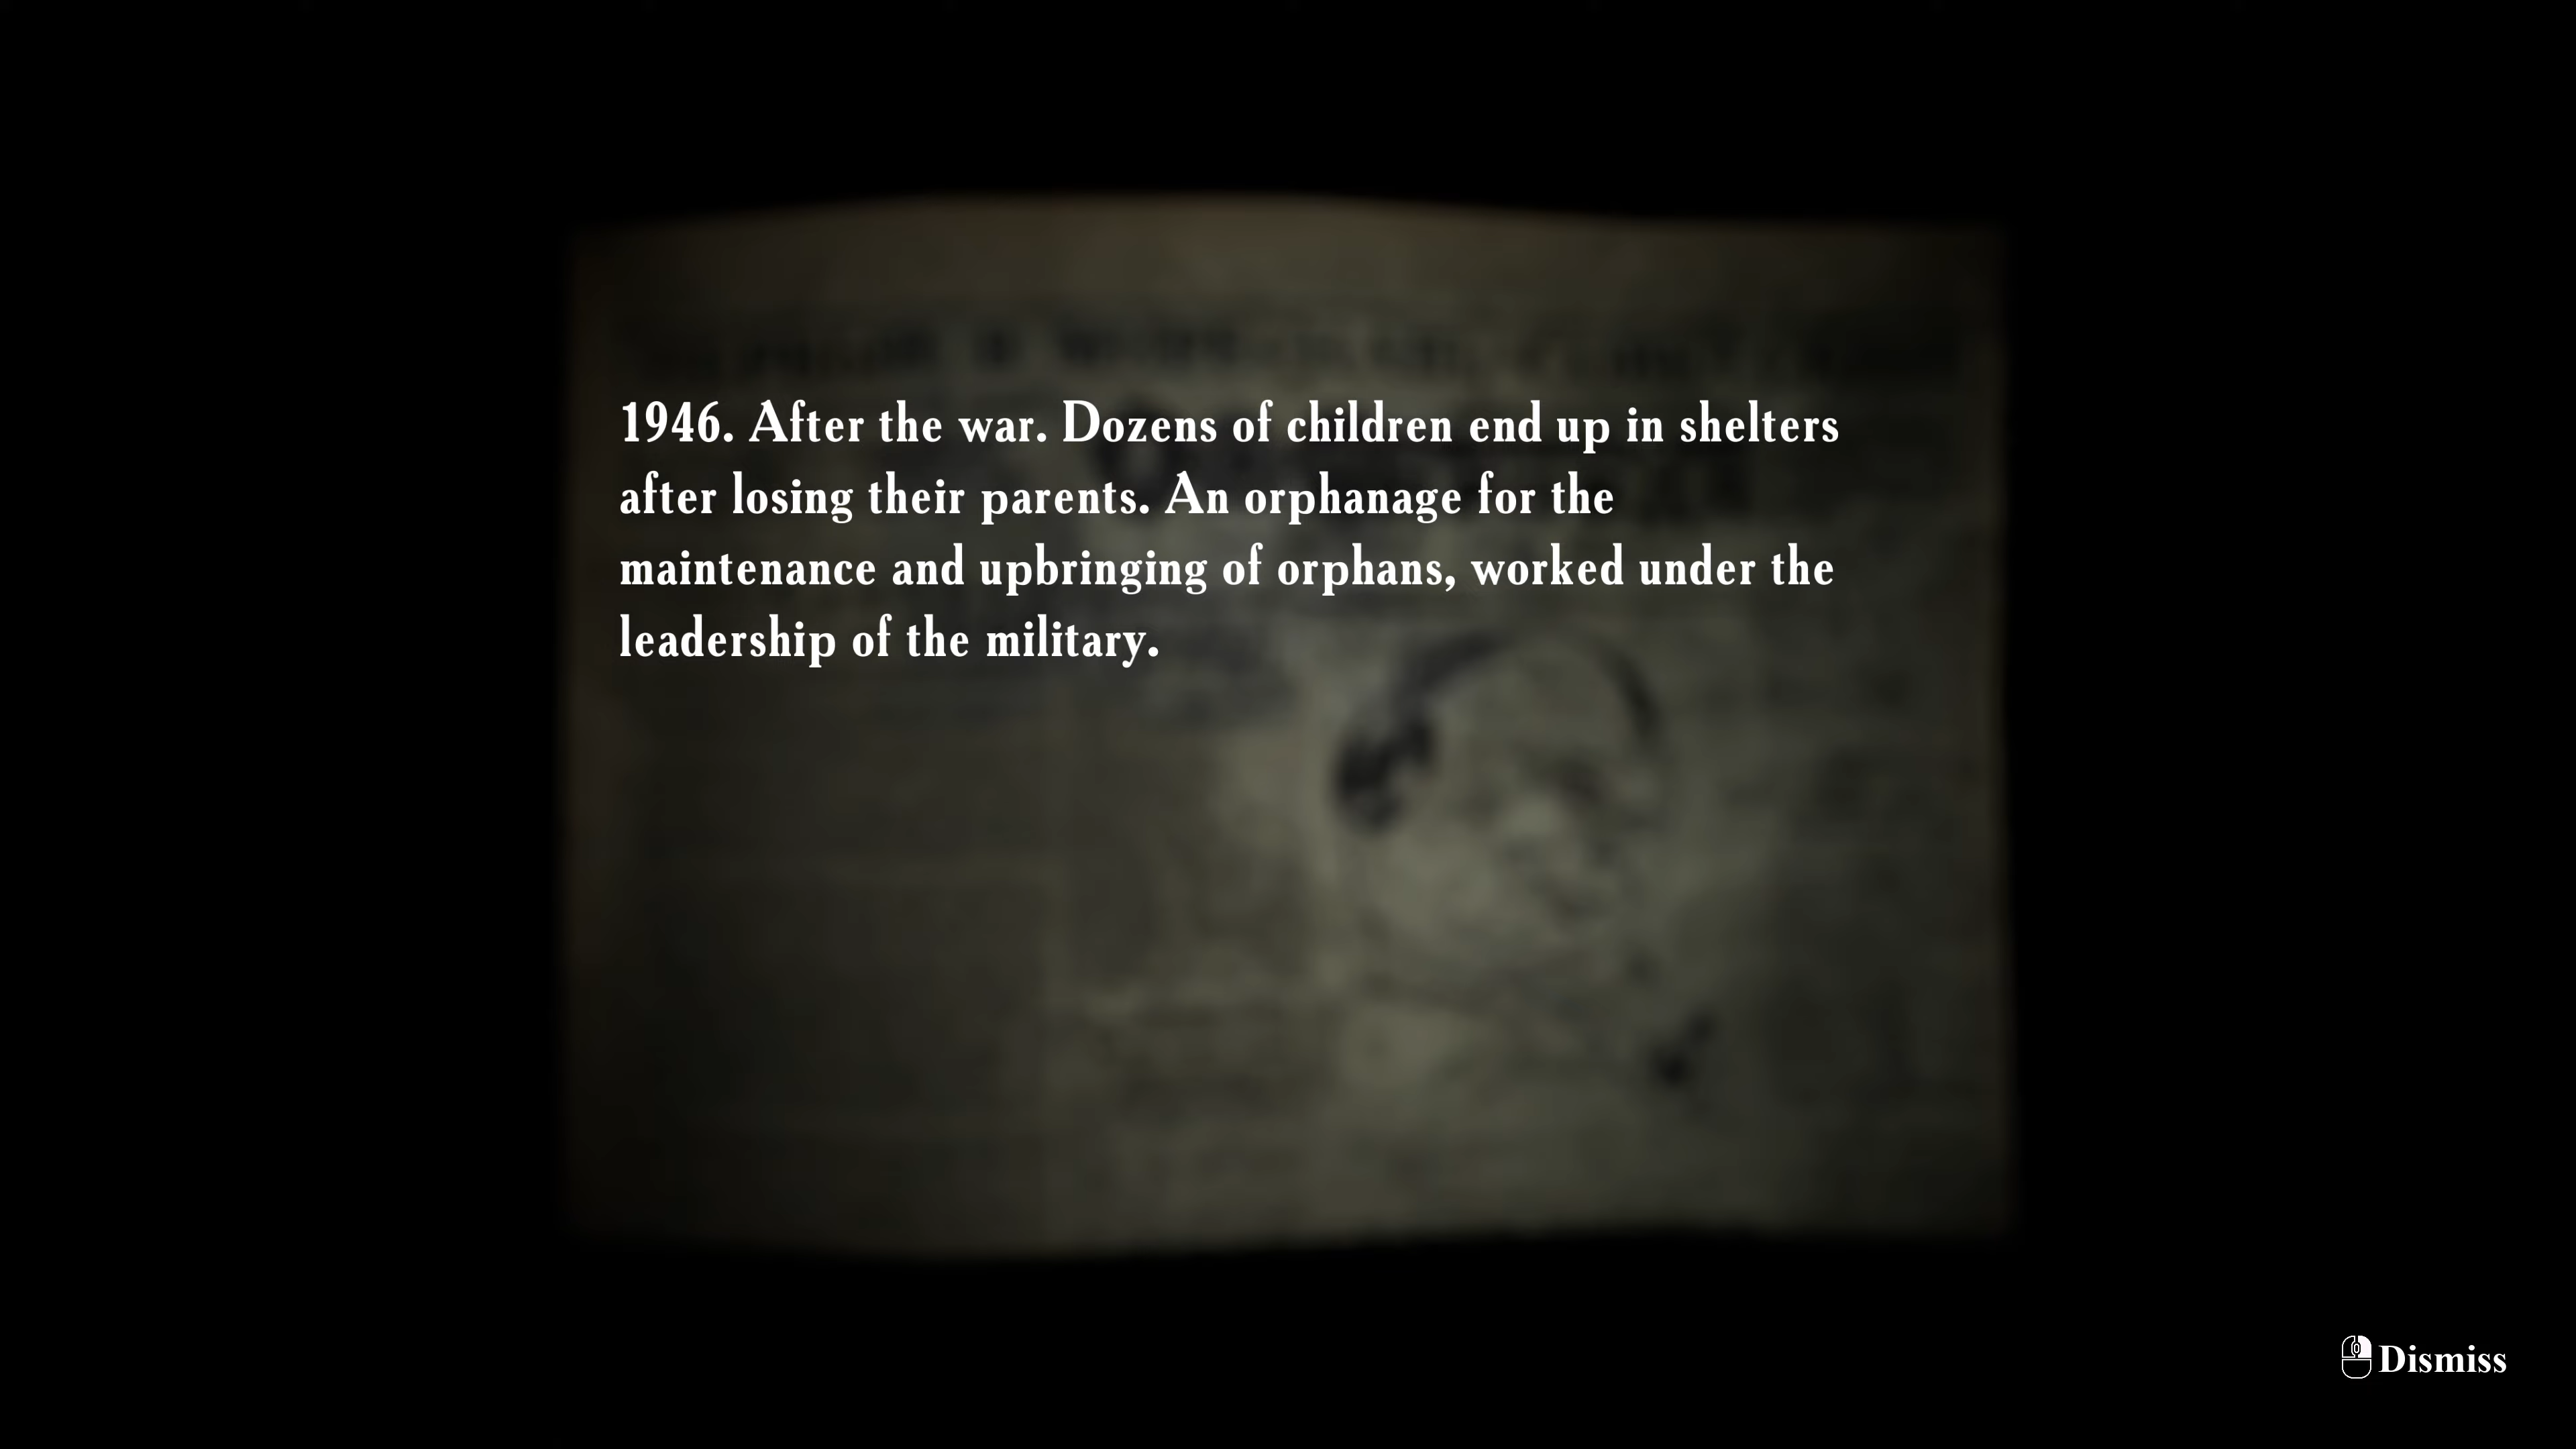 1946. After the war. Dozens of children end up in shelters
after losing their parents. An orphanage for the
maintenance and upbringing of orphans, worked under the
leadership of the military.
Dismiss